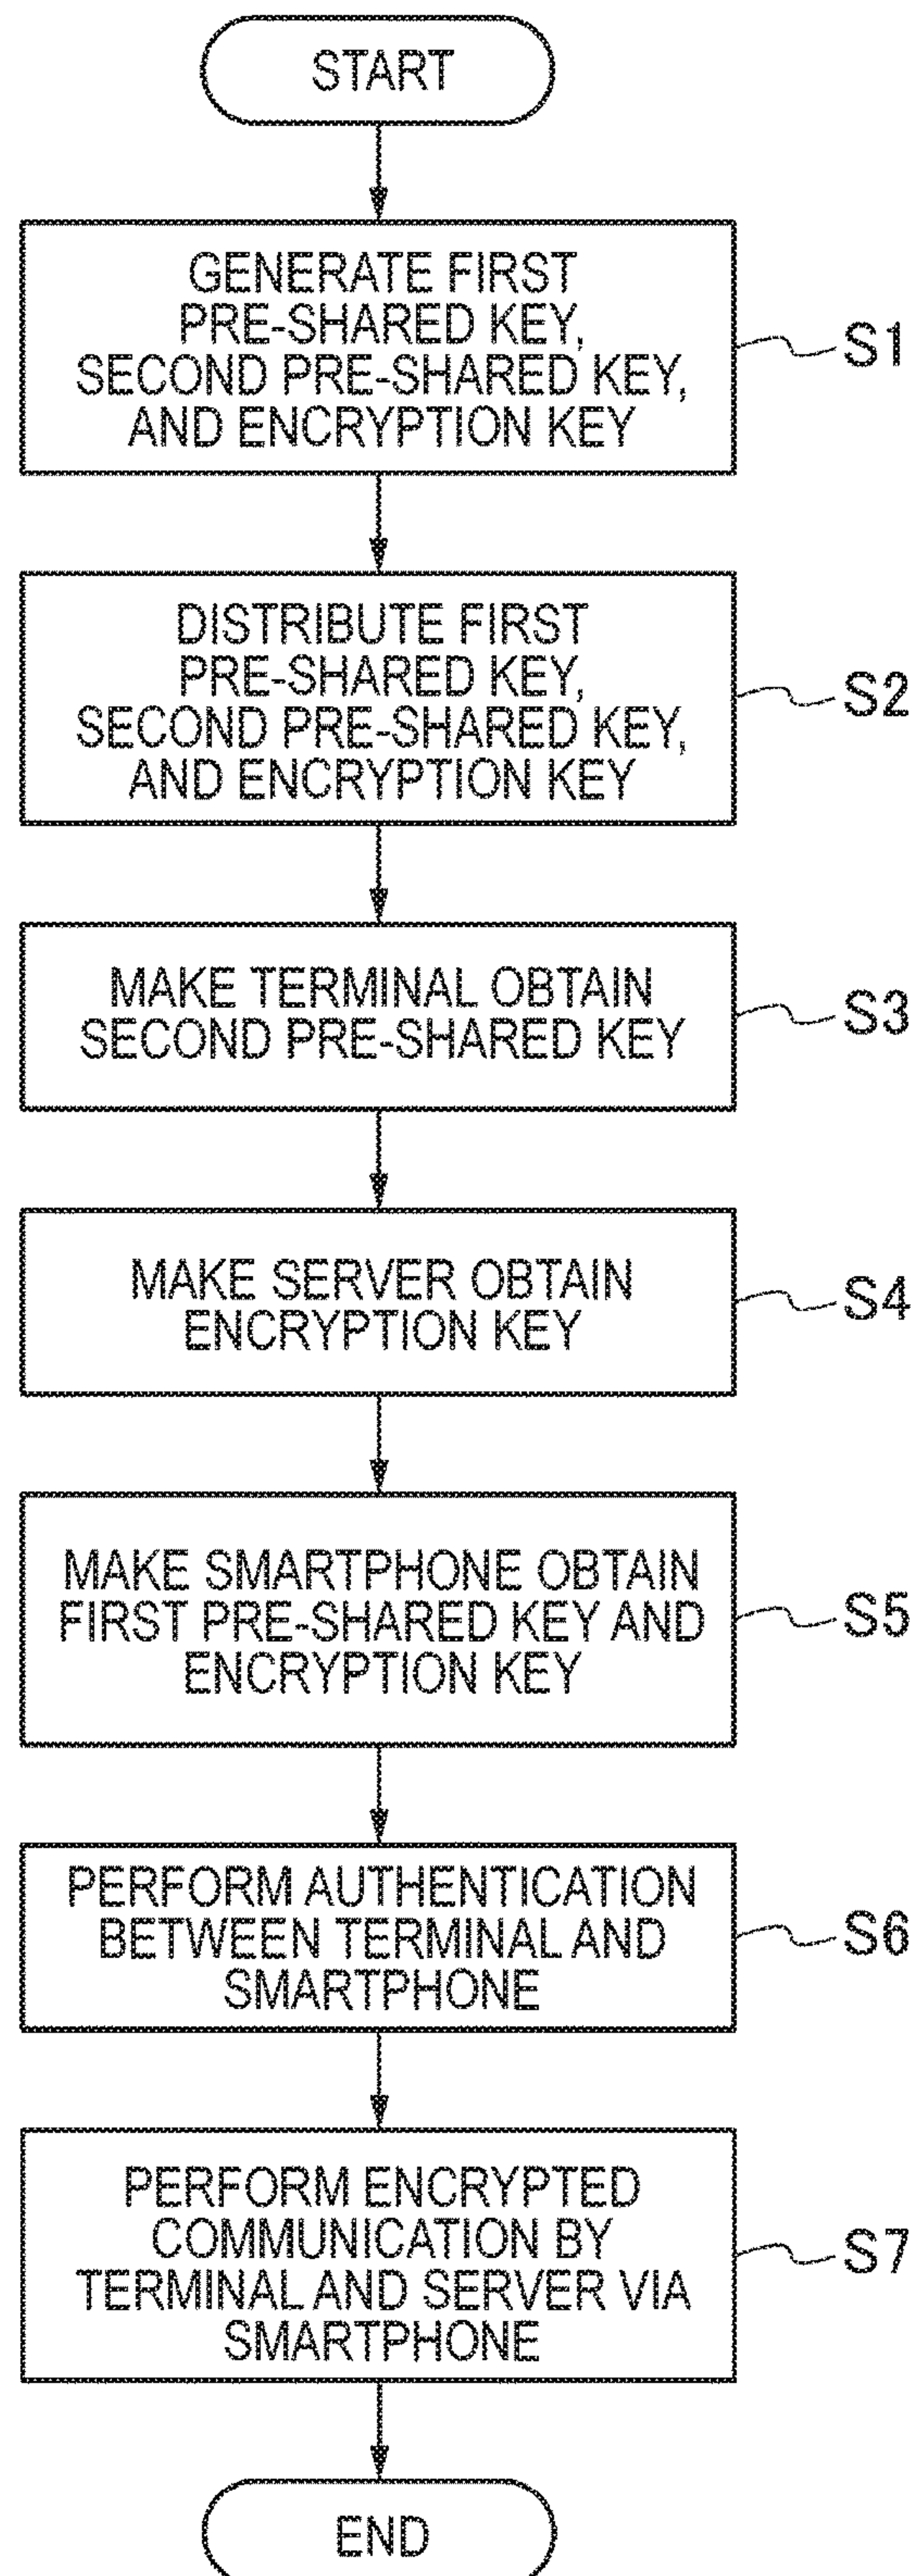 START
GENERATE FIRST
PRE-SHARED KEY,
SECOND PRE-SHARED KEY,
AND ENCRYPTION KEY
S1
DISTRIBUTE FIRST
PRE-SHARED KEY,
SECOND PRE-SHARED KEY,
AND ENCRYPTION KEY
S2
MAKE TERMINAL OBTAIN
SECOND PRE-SHARED KEY
S3
MAKE SERVER OBTAIN
ENCRYPTION KEY
S4
MAKE SMARTPHONE OBTAIN
FIRST PRE-SHARED KEY AND
ENCRYPTION KEY
S5
PERFORM AUTHENTICATION
BETWEEN TERMINAL AND
SMARTPHONE
S6
PERFORM ENCRYPTED
COMMUNICATION BY
TERMINAL AND SERVER VIA
SMARTPHONE
S7
END